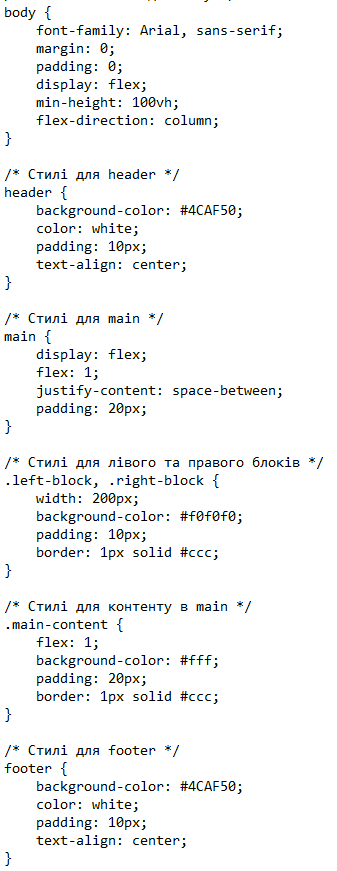 body {
    font-family: Arial, sans-serif;
    margin: 0;
    padding: 0;
    display: flex;
    min-height: 100vh;
    flex-direction: column;
}

/* Стилі для header */
header {
    background-color: #4CAF50;
    color: white;
    padding: 10px;
    text-align: center;
}

/* Стилі для main */
main {
    display: flex;
    flex: 1;
    justify-content: space-between;
    padding: 20px;
}

/* Стилі для лівого та правого блоків */
.left-block, .right-block {
    width: 200px;
    background-color: #f0f0f0;
    padding: 10px;
    border: 1px solid #ccc;
}

/* Стилі для контенту в main */
.main-content {
    flex: 1;
    background-color: #fff;
    padding: 20px;
    border: 1px solid #ccc;
}

/* Стилі для footer */
footer {
    background-color: #4CAF50;
    color: white;
    padding: 10px;
    text-align: center;
}